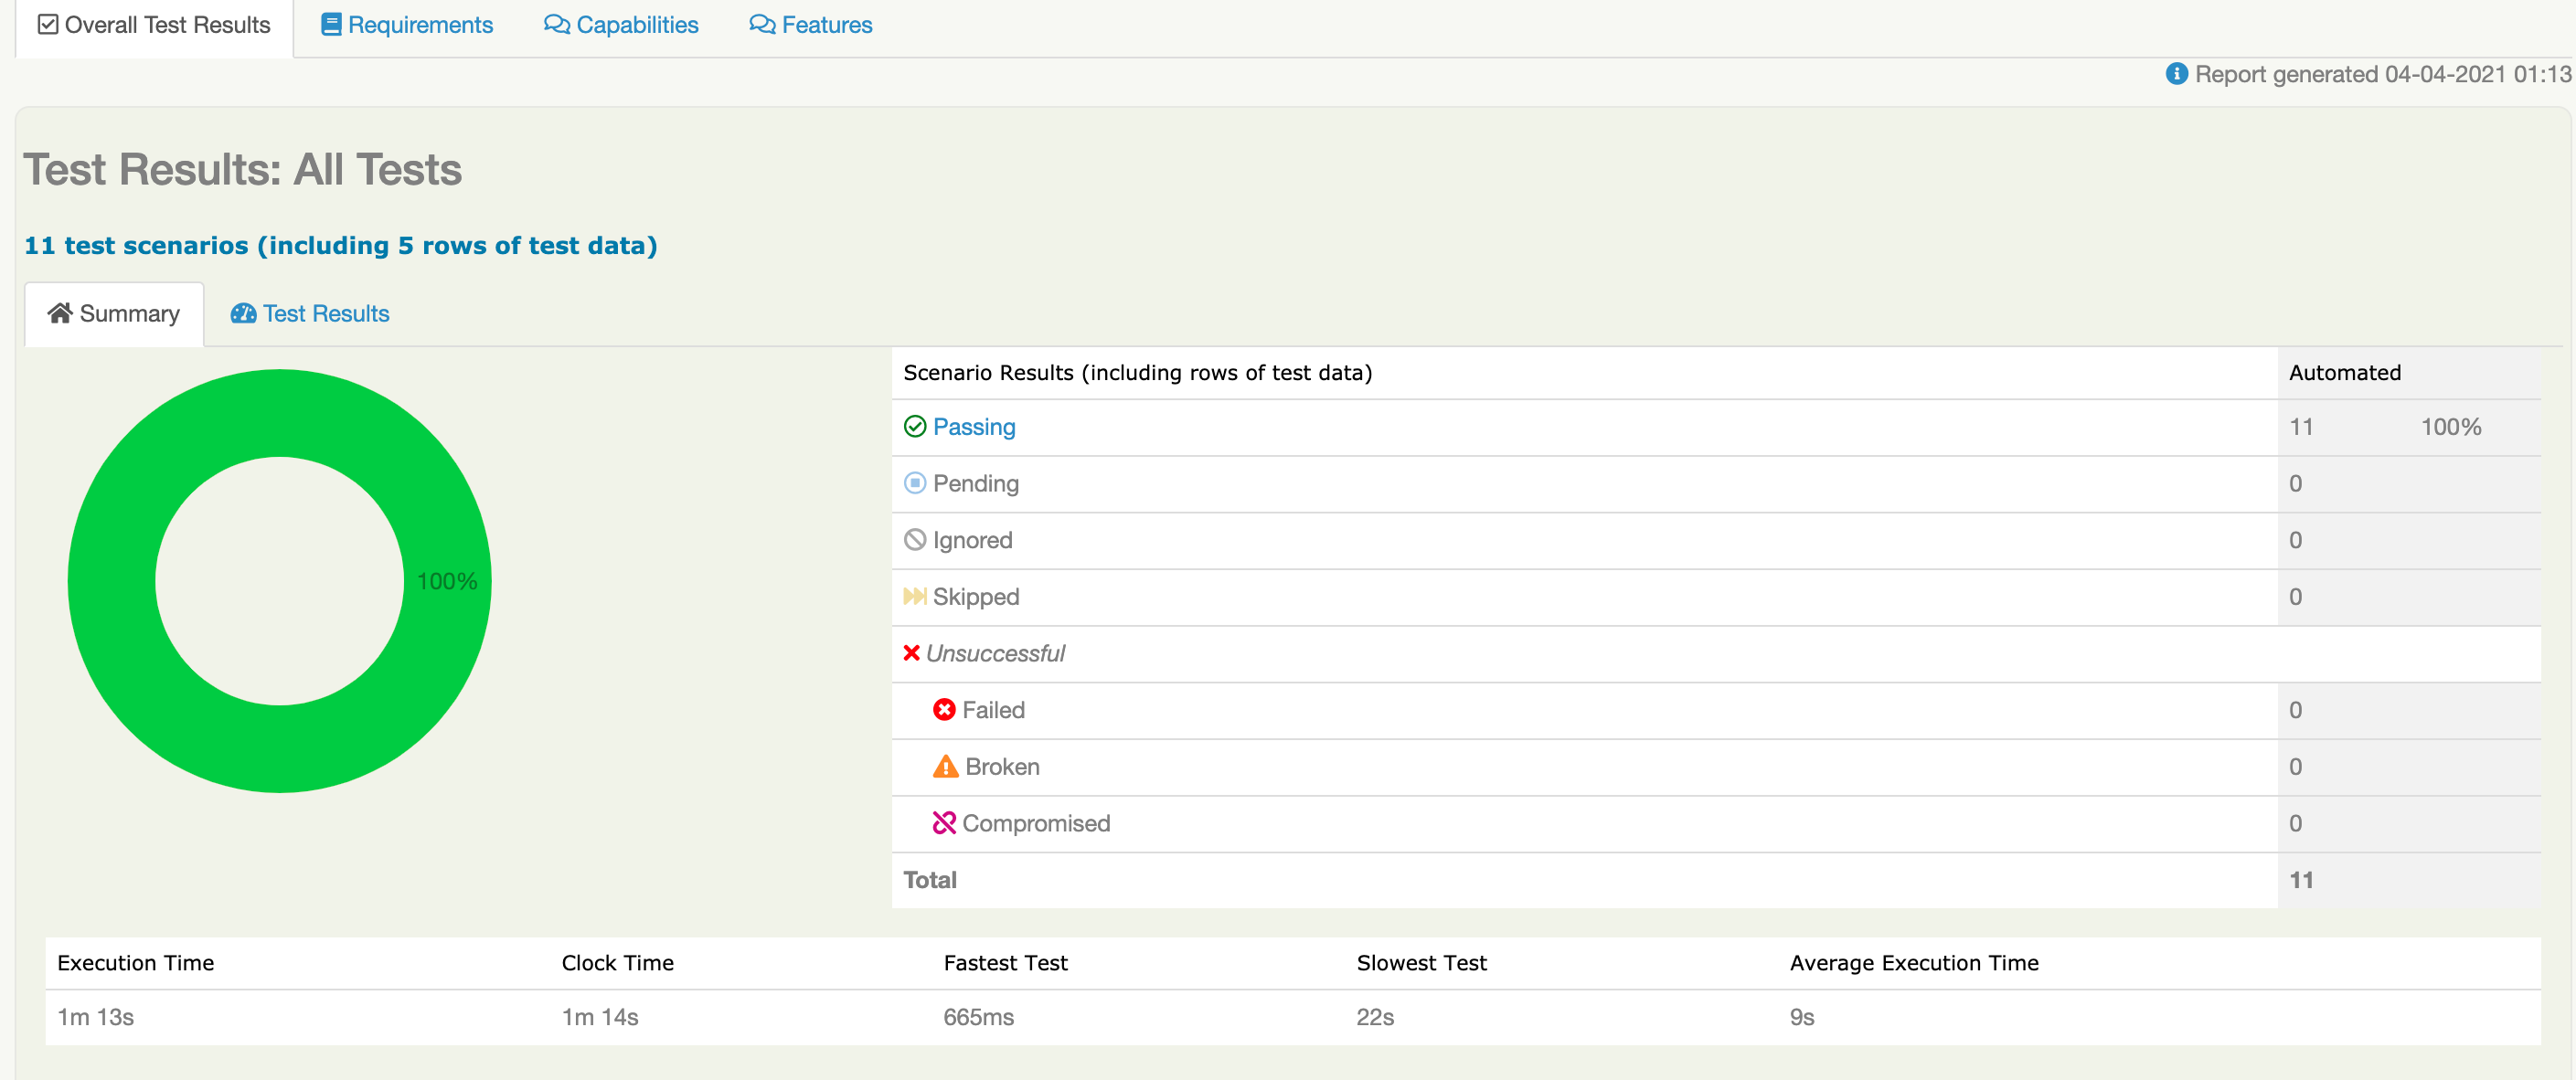 Overall Test Results Requirements Capabilities Features
Report generated 04-04-2021 01:13
Test Results: All Tests
11 test scenarios (including 5 rows of test data)
Summary Test Results
100%
Scenario Results (including rows of test data) Automated
Passing 11 100%
Pending 0
Ignored 0
Skipped 0
Unsuccessful
Failed 0
Broken 0
Compromised 0
Total 11
Execution Time Clock Time Fastest Test Slowest Test Average Execution Time
1m 13s 1m 14s 665ms 22s 9s